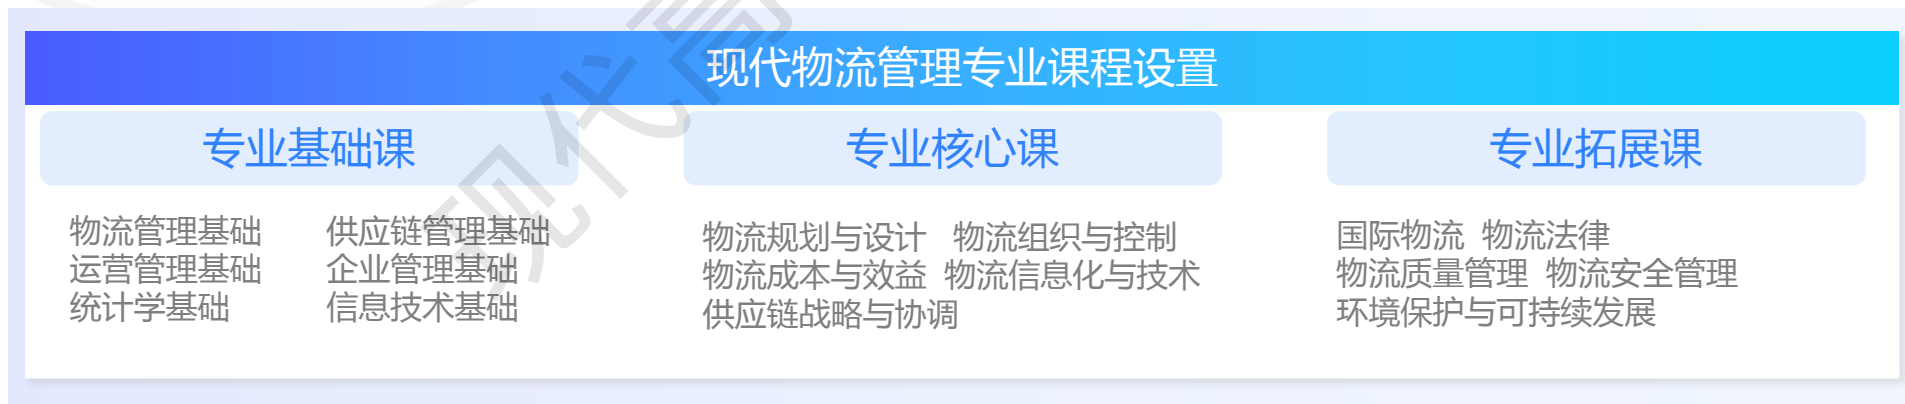 现代物流管理专业课程设置
专业基础课
物流管理基础 供应链管理基础
运营管理基础 企业管理基础
统计学基础 信息技术基础
专业核心课
物流规划与设计 物流组织与控制
物流成本与效益 物流信息化与技术
供应链战略与协调
专业拓展课
国际物流 物流法律
物流质量管理 物流安全管理
环境保护与可持续发展
现代高